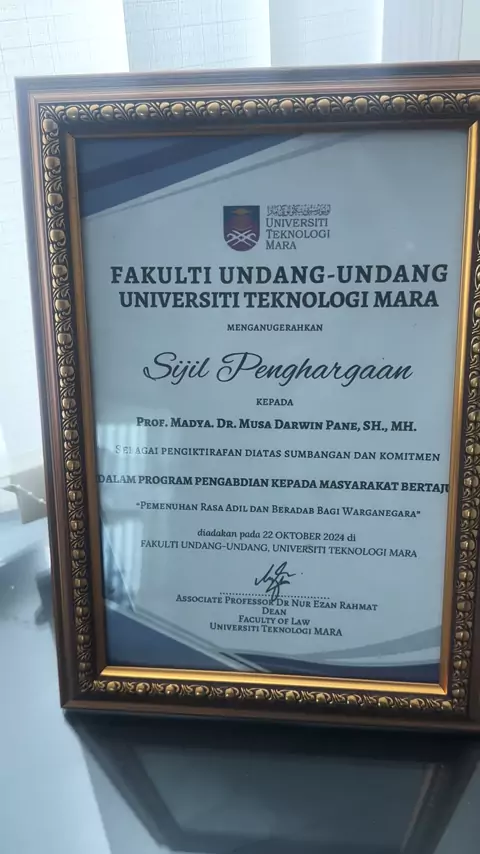 UNIVERSITI
TEKNOLOGI
MARA
FAKULTI UNDANG-UNDANG
UNIVERSITI TEKNOLOGI MARA
MENGANUGERAHKAN
Sijil Penghargaan
KEPADA
PROF. MADYA. DR. MUSA DARWIN PANE, SH., MH.
SEBAGAI PENGIKTIRAFAN DIATAS SUMBANGAN DAN KOMITMEN
DALAM PROGRAM PENGABDIAN KEPADA MASYARAKAT BERTAJU
"PEMENUHAN RASA ADIL DAN BERADAB BAGI WARGANEGARA"
diadakan pada 22 OKTOBER 2024 di
FAKULTI UNDANG-UNDANG, UNIVERSITI TEKNOLOGI MARA
ASSOCIATE PROFESSOR DR NUR EZAN RAHMAT
DEAN
FACULTY OF LAW
UNIVERSITI TEKNOLOGI MARA